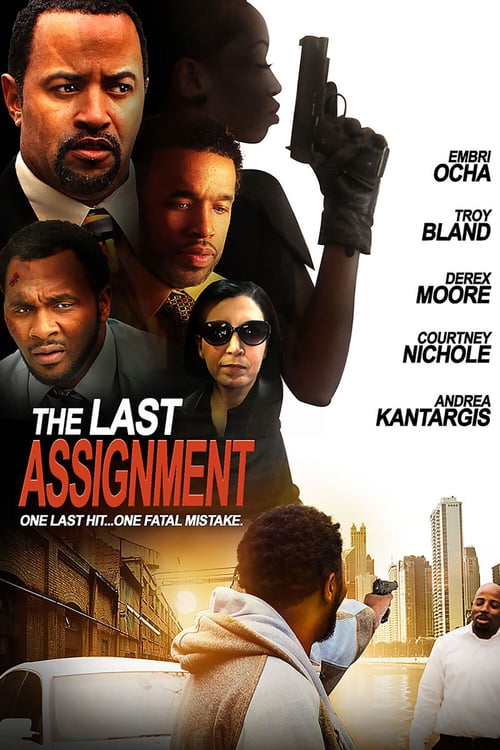 EMBRI
OCHA
TROY
BLAND
DEREX
MOORE
COURTNEY
NICHOLE
ANDREA
KANTARGIS
THE LAST
ASSIGNMENT
ONE LAST HIT...ONE FATAL MISTAKE.